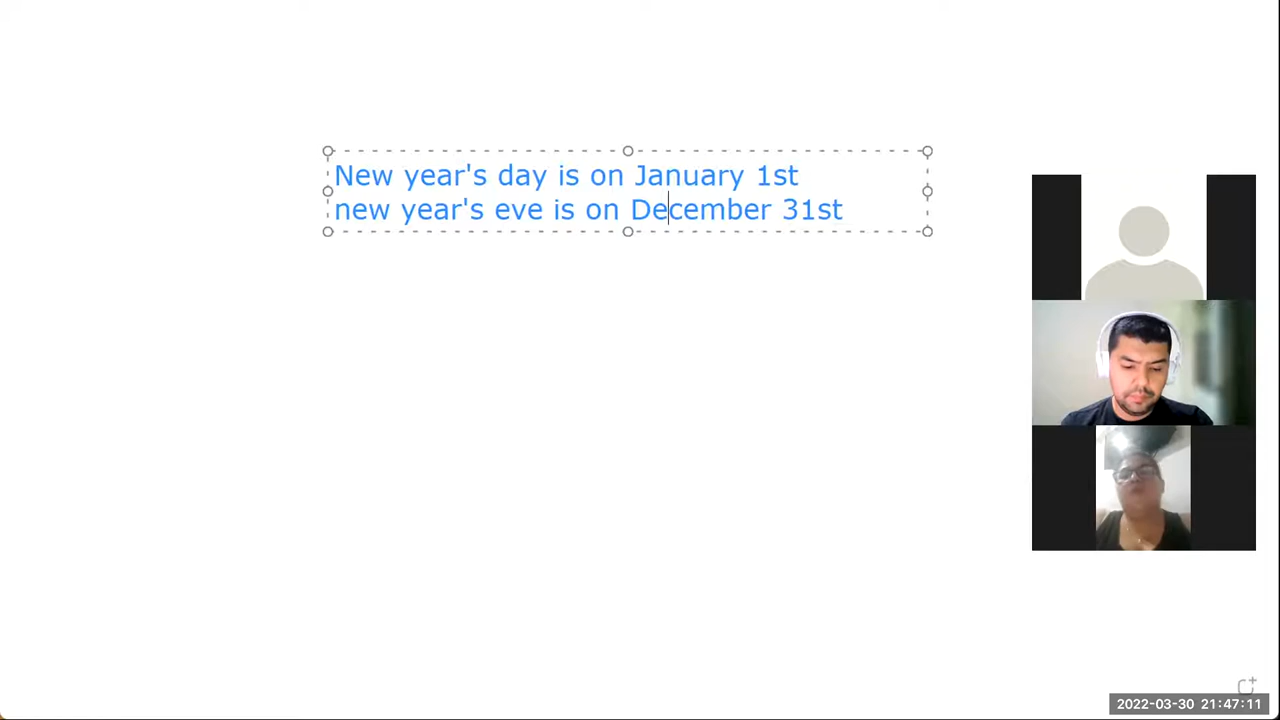 New year's day is on January 1st
new year's eve is on December 31st
2022-03-30 21:47:11